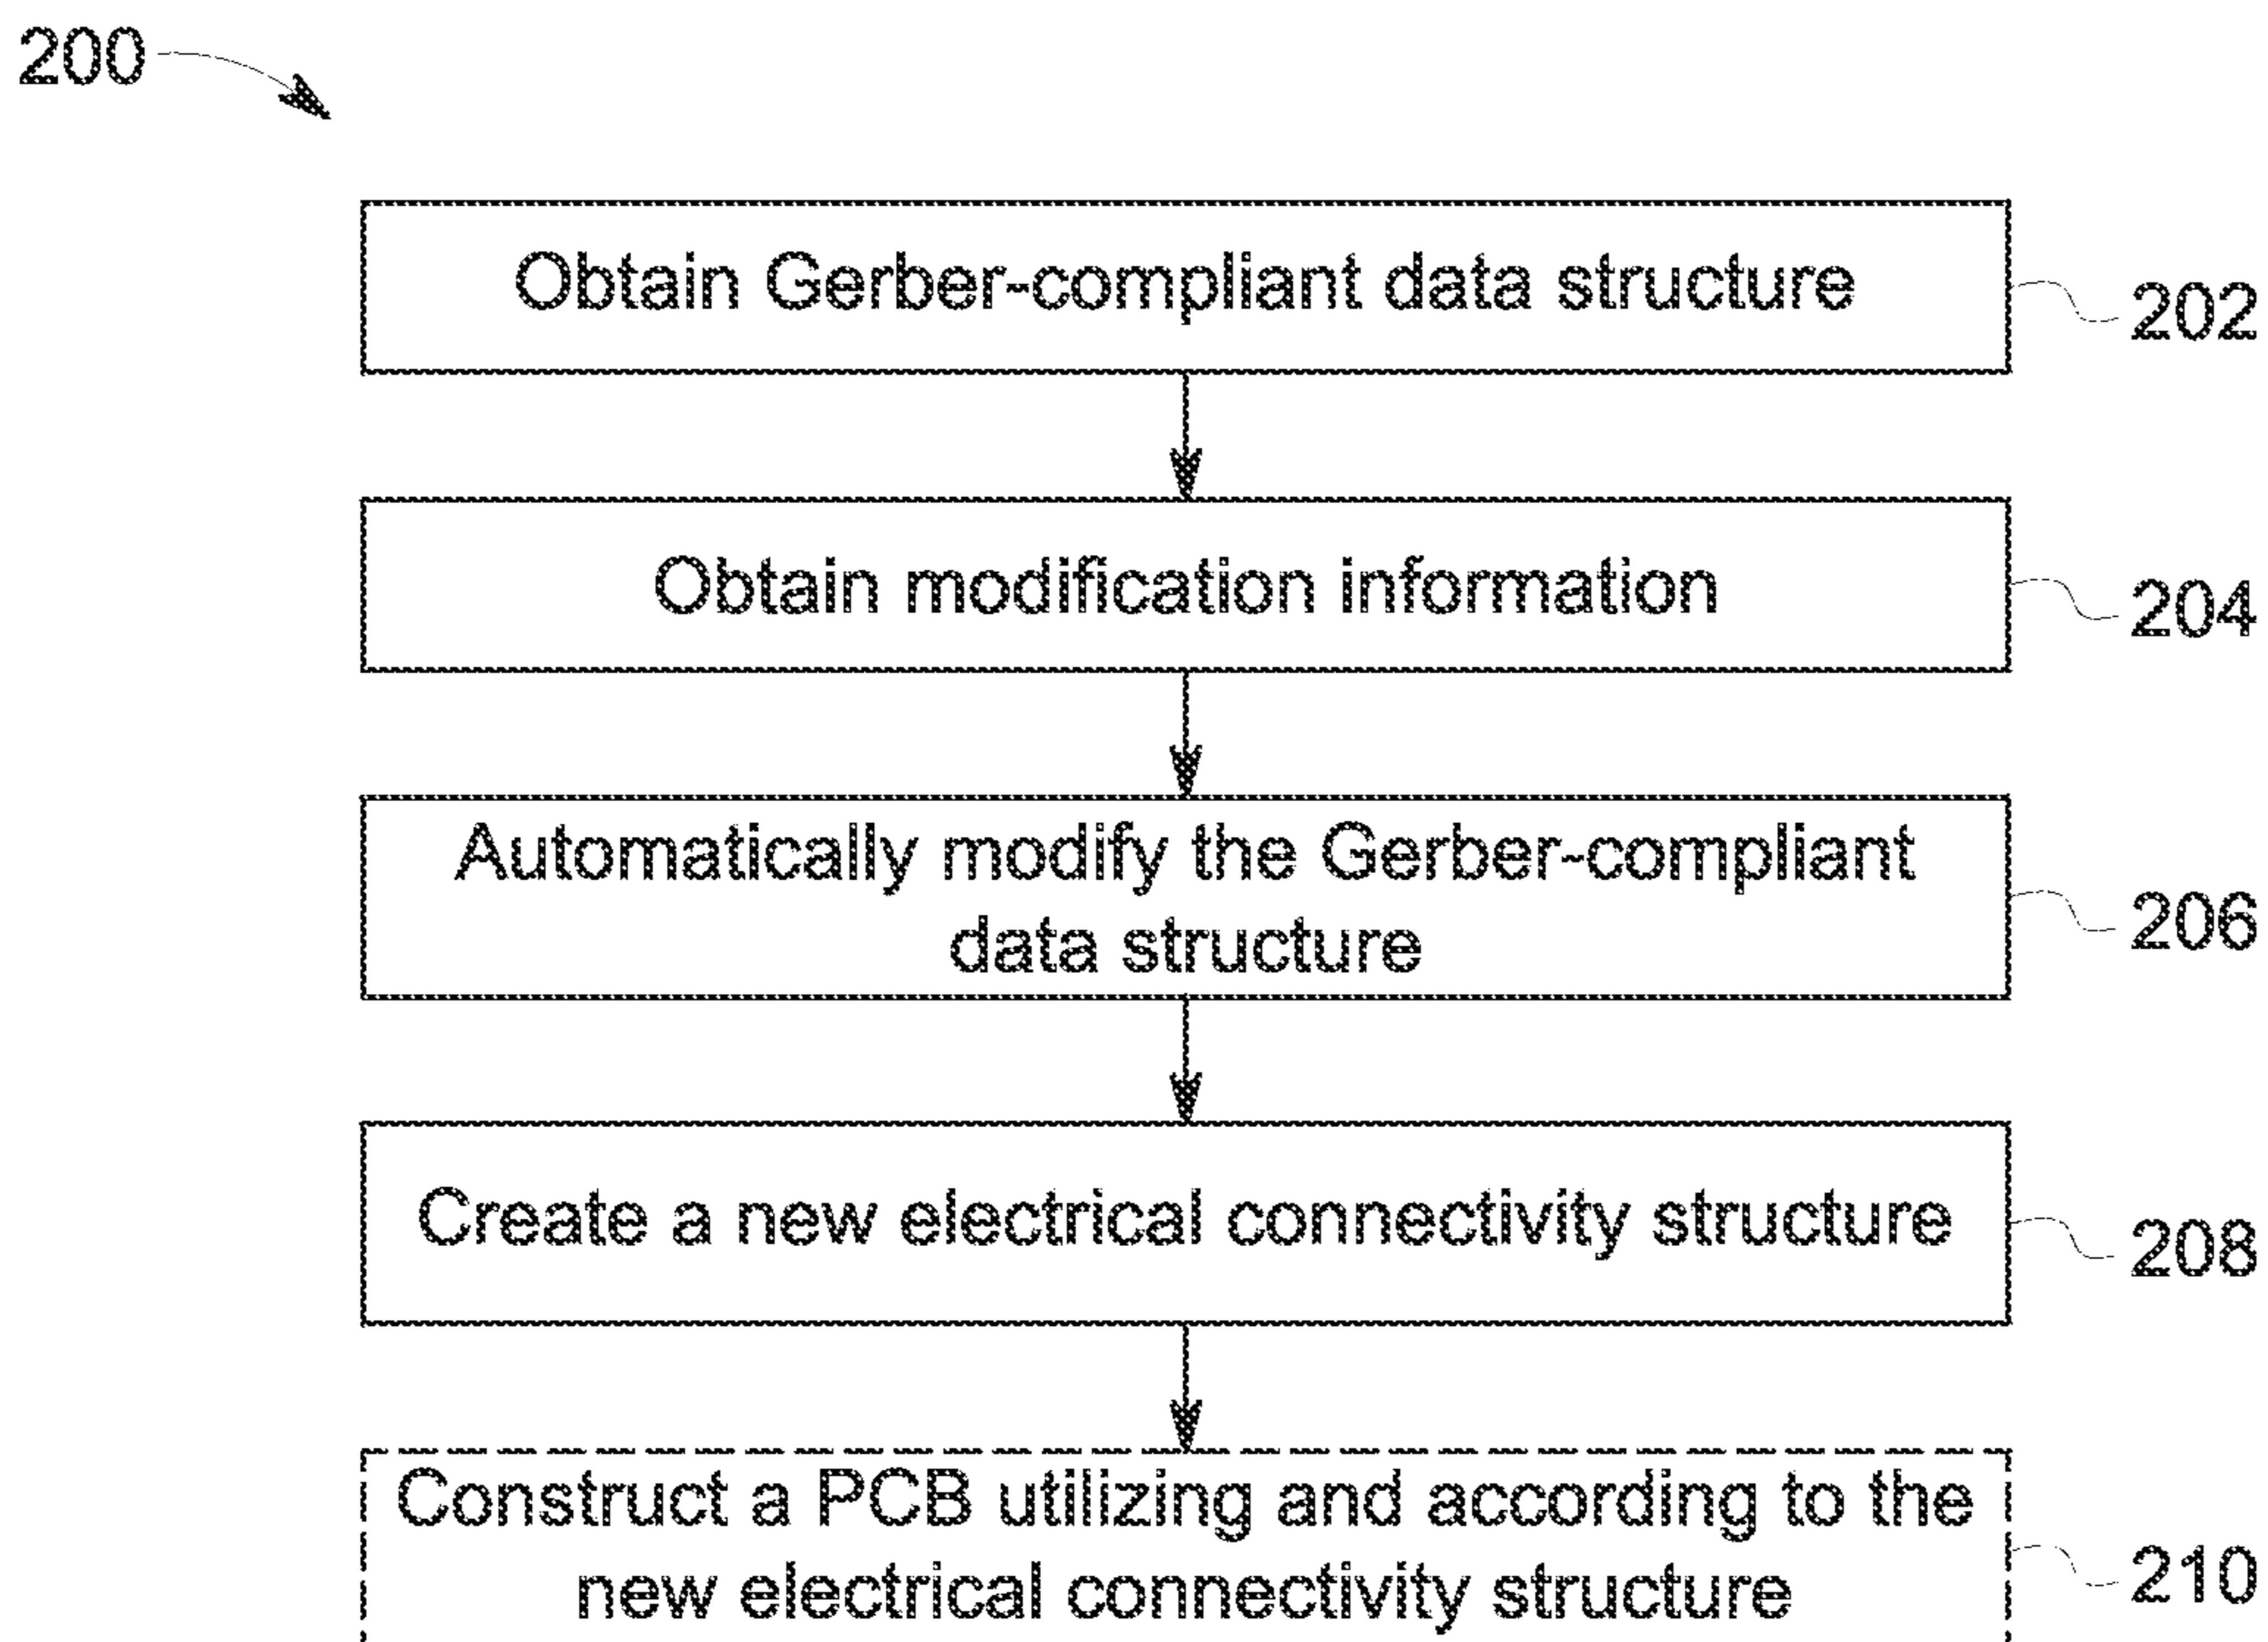 200
Obtain Gerber-compliant data structure
202
Obtain modification information
204
Automatically modify the Gerber-compliant
data structure
206
Create a new electrical connectivity structure
208
Construct a PCB utilizing and according to the
new electrical connectivity structure
210